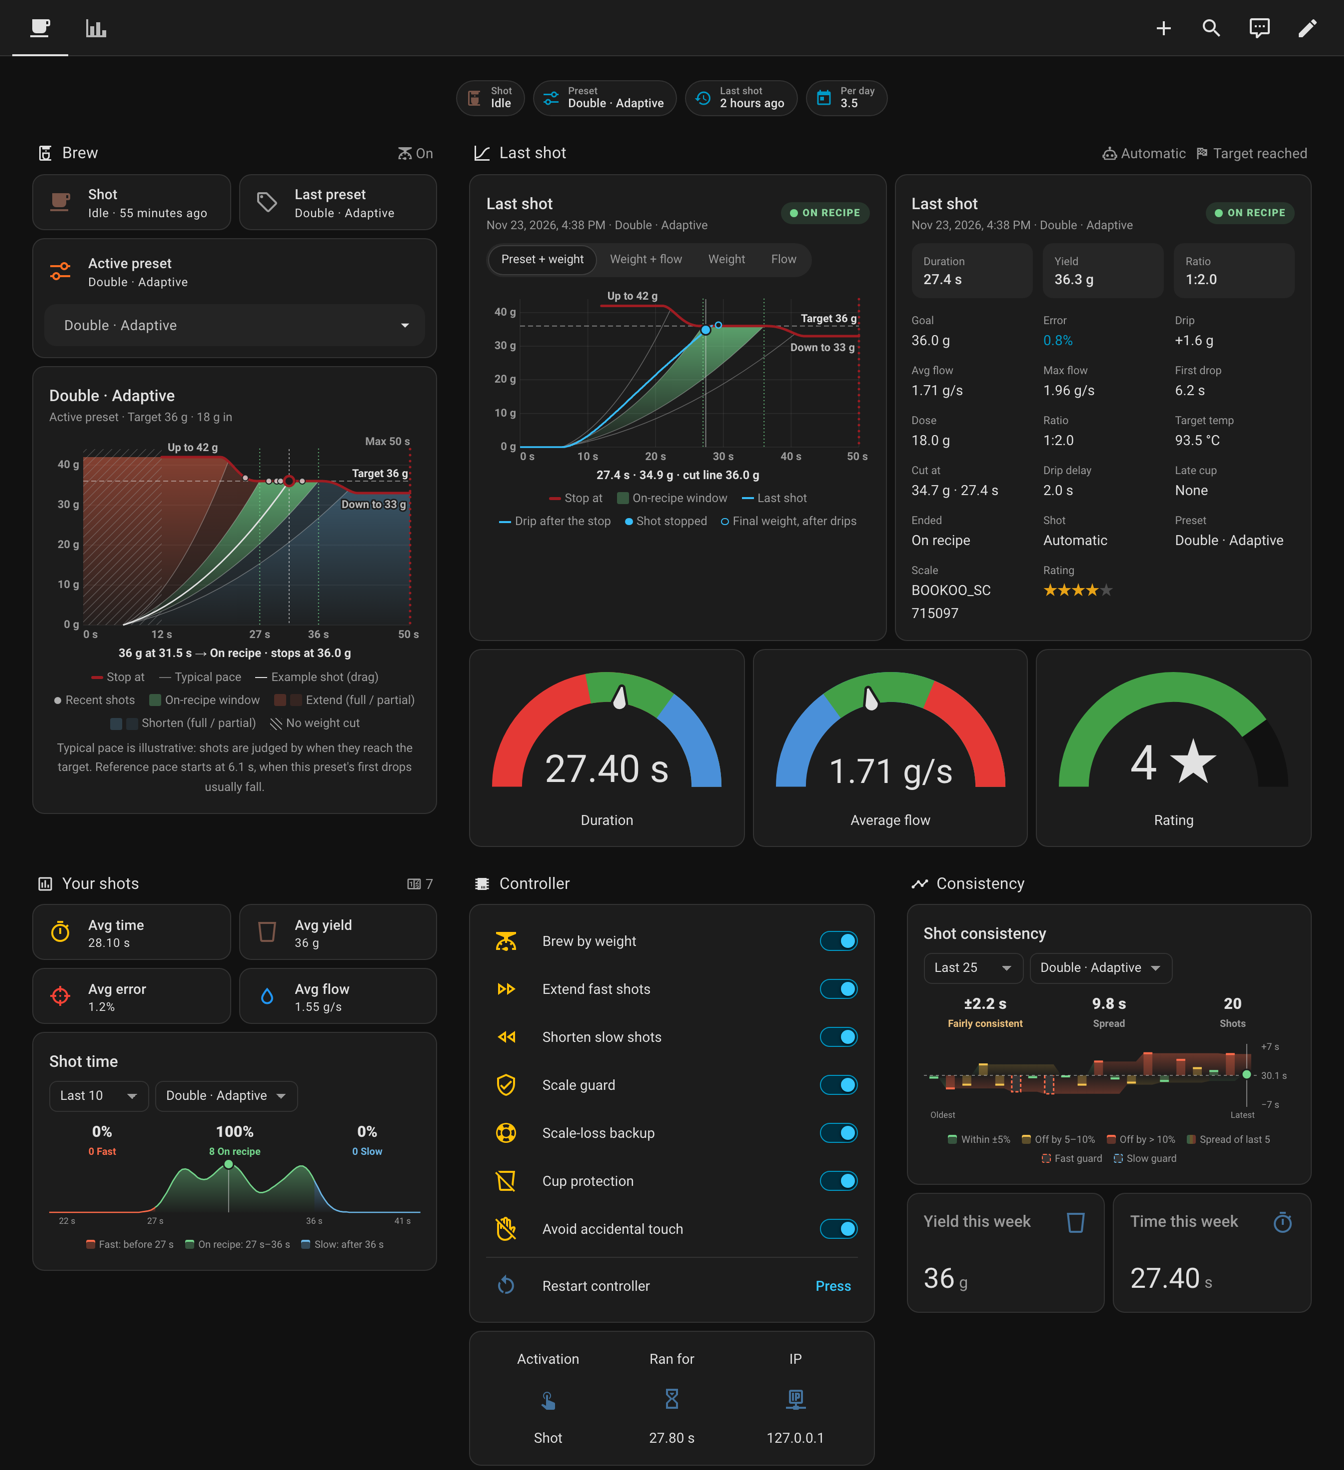 Shot
Idle
Preset
Double · Adaptive
Last shot
2 hours ago
Per day
3.5
Brew
On
Shot
Idle · 55 minutes ago
Last preset
Double · Adaptive
Active preset
Double · Adaptive
Double · Adaptive
Double · Adaptive
Active preset · Target 36 g · 18 g in
Max 50 s
Up to 42 g
40 g
Target 36 g
30 g
Down to 33 g
20 g
10 g
0 g
0 s 12 s 27 s 36 s 50 s
36 g at 31.5 s → On recipe · stops at 36.0 g
Stop at Typical pace Example shot (drag)
Recent shots On-recipe window Extend (full / partial)
Shorten (full / partial) No weight cut
Typical pace is illustrative: shots are judged by when they reach the
target. Reference pace starts at 6.1 s, when this preset's first drops
usually fall.
Last shot
Automatic Target reached
Last shot
Nov 23, 2026, 4:38 PM · Double · Adaptive
ON RECIPE
Preset + weight Weight + flow Weight Flow
Up to 42 g
40 g
Target 36 g
30 g
Down to 33 g
20 g
10 g
0 g
0 s 10 s 20 s 30 s 40 s 50 s
27.4 s · 34.9 g · cut line 36.0 g
Stop at On-recipe window Last shot
Drip after the stop Shot stopped Final weight, after drips
Last shot
Nov 23, 2026, 4:38 PM · Double · Adaptive
ON RECIPE
Duration Yield Ratio
27.4 s 36.3 g 1:2.0
Goal Error Drip
36.0 g 0.8% +1.6 g
Avg flow Max flow First drop
1.71 g/s 1.96 g/s 6.2 s
Dose Ratio Target temp
18.0 g 1:2.0 93.5 °C
Cut at Drip delay Late cup
34.7 g · 27.4 s 2.0 s None
Ended Shot Preset
On recipe Automatic Double · Adaptive
Scale Rating
BOOKOO_SC ★★★★★
715097
27.40 s
Duration
1.71 g/s
Average flow
4 ★
Rating
Your shots
7
Avg time
28.10 s
Avg yield
36 g
Avg error
1.2%
Avg flow
1.55 g/s
Shot time
Last 10 Double · Adaptive
0% 100% 0%
0 Fast 8 On recipe 0 Slow
22 s 27 s 36 s 41 s
Fast: before 27 s On recipe: 27 s–36 s Slow: after 36 s
Controller
Brew by weight
Extend fast shots
Shorten slow shots
Scale guard
Scale-loss backup
Cup protection
Avoid accidental touch
Restart controller Press
Activation Ran for IP
IP
Shot 27.80 s 127.0.0.1
Consistency
Shot consistency
Last 25 Double · Adaptive
±2.2 s 9.8 s 20
Fairly consistent Spread Shots
+7 s
30.1 s
−7 s
Oldest Latest
Within ±5% Off by 5–10% Off by > 10% Spread of last 5
Fast guard Slow guard
Yield this week
36 g
Time this week
27.40 s